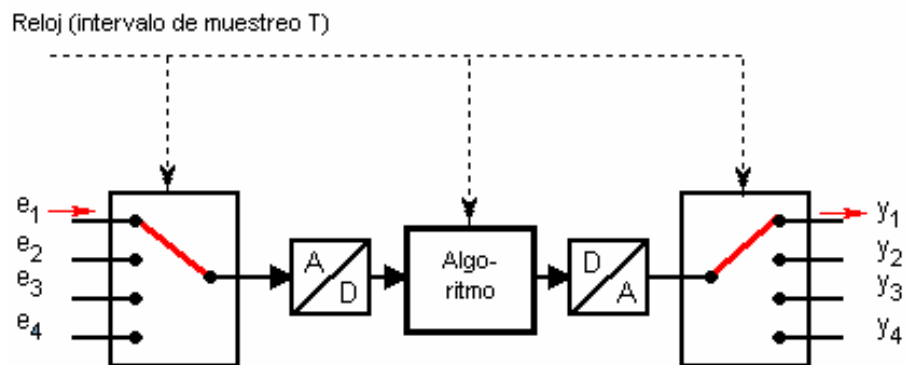 Reloj (intervalo de muestreo T)
e1
e2
e3
e4
A
D
Algo-
ritmo
D
A
y1
y2
y3
y4